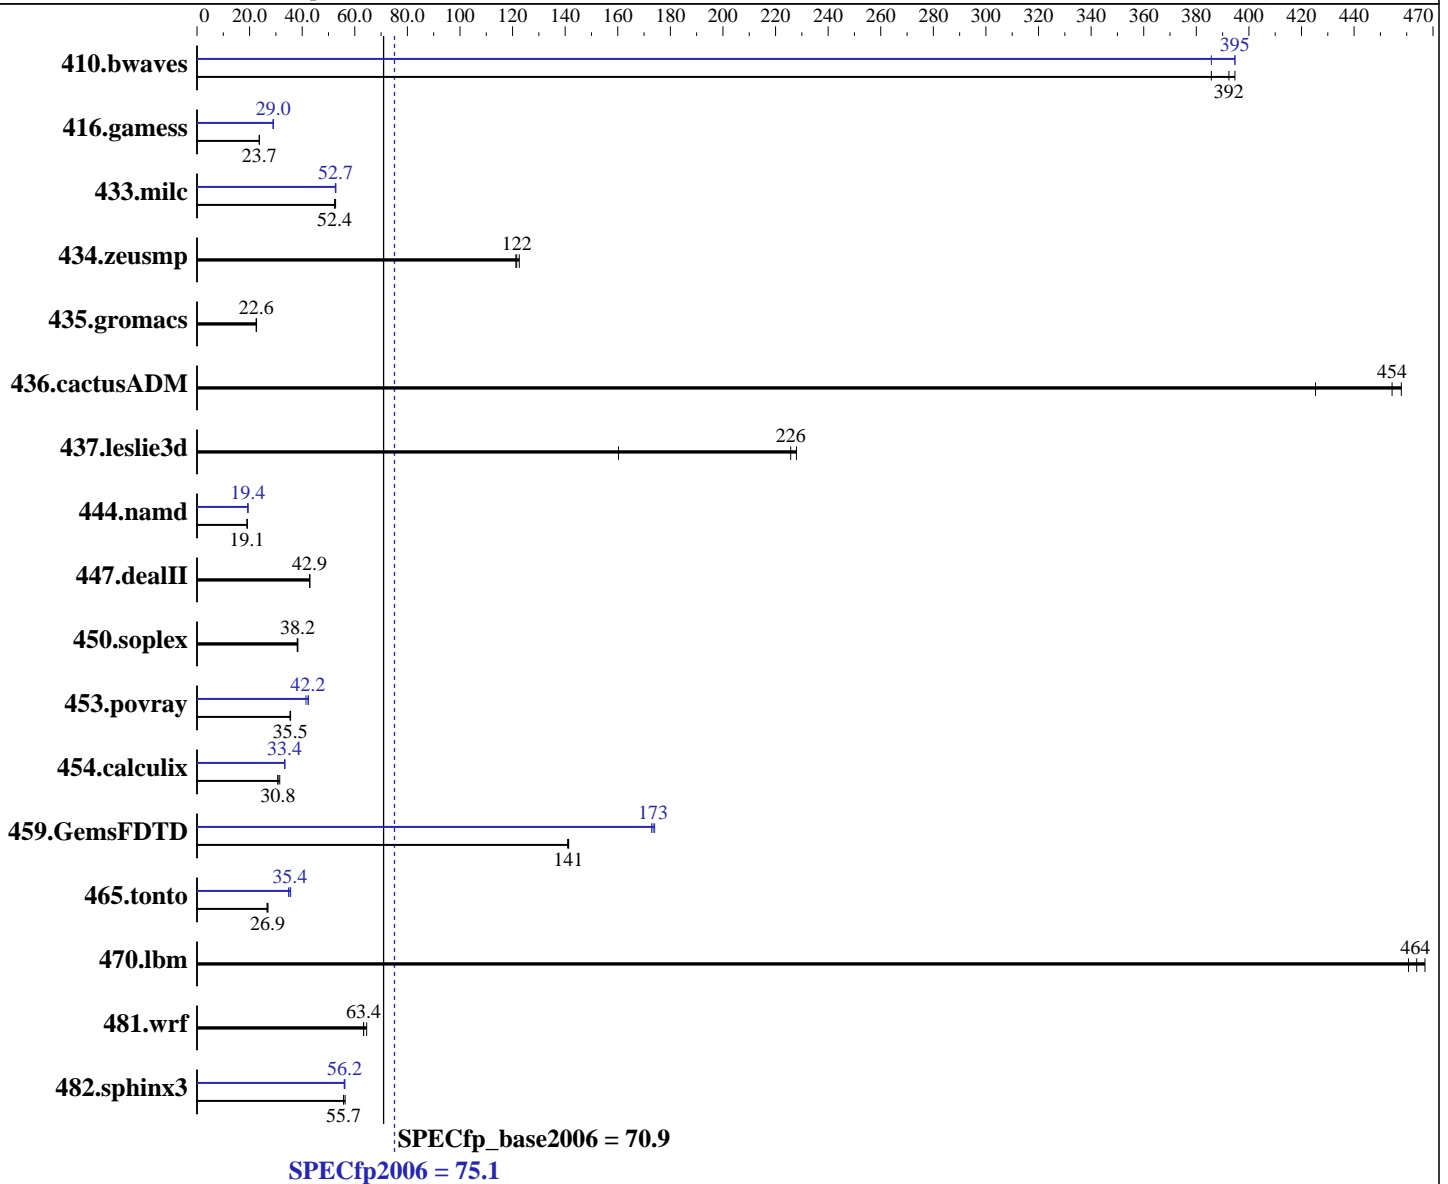 0 20.0 40.0 60.0 80.0 100 120 140 160 180 200 220 240 260 280 300 320 340 360 380 400 420 440 470
395
410.bwaves
392
29.0
416.gamess
23.7
52.7
433.milc
52.4
122
434.zeusmp
22.6
435.gromacs
454
436.cactusADM
226
437.leslie3d
19.4
444.namd
19.1
42.9
447.dealII
38.2
450.soplex
42.2
453.povray
35.5
33.4
454.calculix
30.8
173
459.GemsFDTD
141
35.4
465.tonto
26.9
464
470.lbm
63.4
481.wrf
56.2
482.sphinx3
55.7
SPECfp_base2006 = 70.9
SPECfp2006 = 75.1